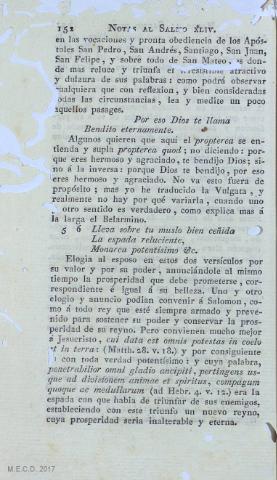 152 NOTAS AL SALMO XLIV.
en las vocaciones y pronta obediencia de los Após-
toles San Pedro, San Andrés, Santiago, San Juan,
San Felipe, y sobre todo de San Mateo, es don-
de mas reluce y triunfa el atractivo
y dulzura de sus palabras: como podrá observar
qualquiera que con reflexion, y bien consideradas
todas las circunstancias, lea y medite un poco
aquellos pasages.
Por eso Dios te llama
Bendito eternamente.
Algunos quieren que aquí el propterea se en-
tienda y supla propterea quod: no diciendo: por-
que eres hermoso y agraciado, te bendijo Dios; si-
no á la inversa: porque Dios te bendijo, por eso
eres hermoso y agraciado. No va esto fuera de
propósito; mas yo he traducido la Vulgata, y
realmente no hay por qué variarla, cuando uno
y otro sentido es verdadero, como explica mas á
la larga el Belarmino.
5 6 Lleva sobre tu muslo bien ceñida
La espada reluciente,
Monarca potentísimo &c.
Elogia al esposo en estos dos versículos por
su valor y por su poder, anunciándole al mismo
tiempo la prosperidad que debe prometerse, cor-
respondiente é igual á su belleza. Uno y otro
elogio y anuncio podian convenir á Salomon, co-
mo á todo rey que esté siempre armado y preve-
nido para sostener su poder y conservar la pros-
peridad de su reyno. Pero convienen mucho mejor
á Jesucristo, cui data est omnis potestas in coelo
et in terra: (Matth. 28. v. 18.) y por consiguiente
con toda verdad potentísimo: y cuya palabra,
penetrabilior omni gladio ancipiti, pertingens us-
que ad divisionem animae et spiritus, compagum
quoque ac medullarum (ad Hebr. 4. v. 12.) era la
espada con que habia de triunfar de sus enemigos,
estableciendo con este triunfo un nuevo reyno,
cuya prosperidad seria inalterable y eterna.
M.E.C.D. 2017